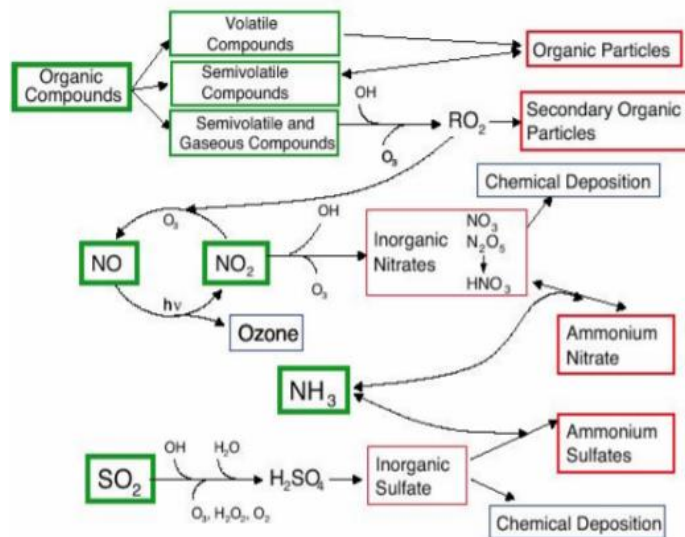 Volatile
Compounds
Organic
Compounds
Semivolatile
Compounds
Organic Particles
Semivolatile and
Gaseous Compounds
OH
O₃
RO₂
Secondary Organic
Particles
Chemical Deposition
O₃
NO
NO₂
OH
O₃
Inorganic
Nitrates
NO₃
N₂O₅
HNO₃
hν
Ozone
Ammonium
Nitrate
NH₃
SO₂
OH
H₂O
O₃, H₂O₂, O₂
H₂SO₄
Inorganic
Sulfate
Ammonium
Sulfates
Chemical Deposition